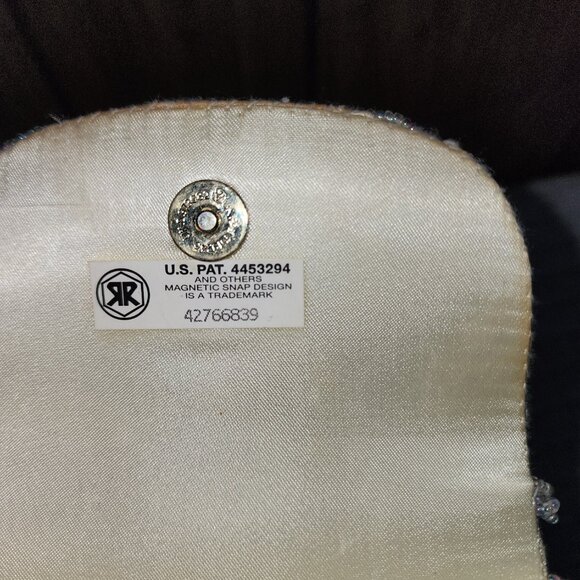 U.S. PAT. 4453294
AND OTHERS
MAGNETIC SNAP DESIGN
IS A TRADEMARK
42766839